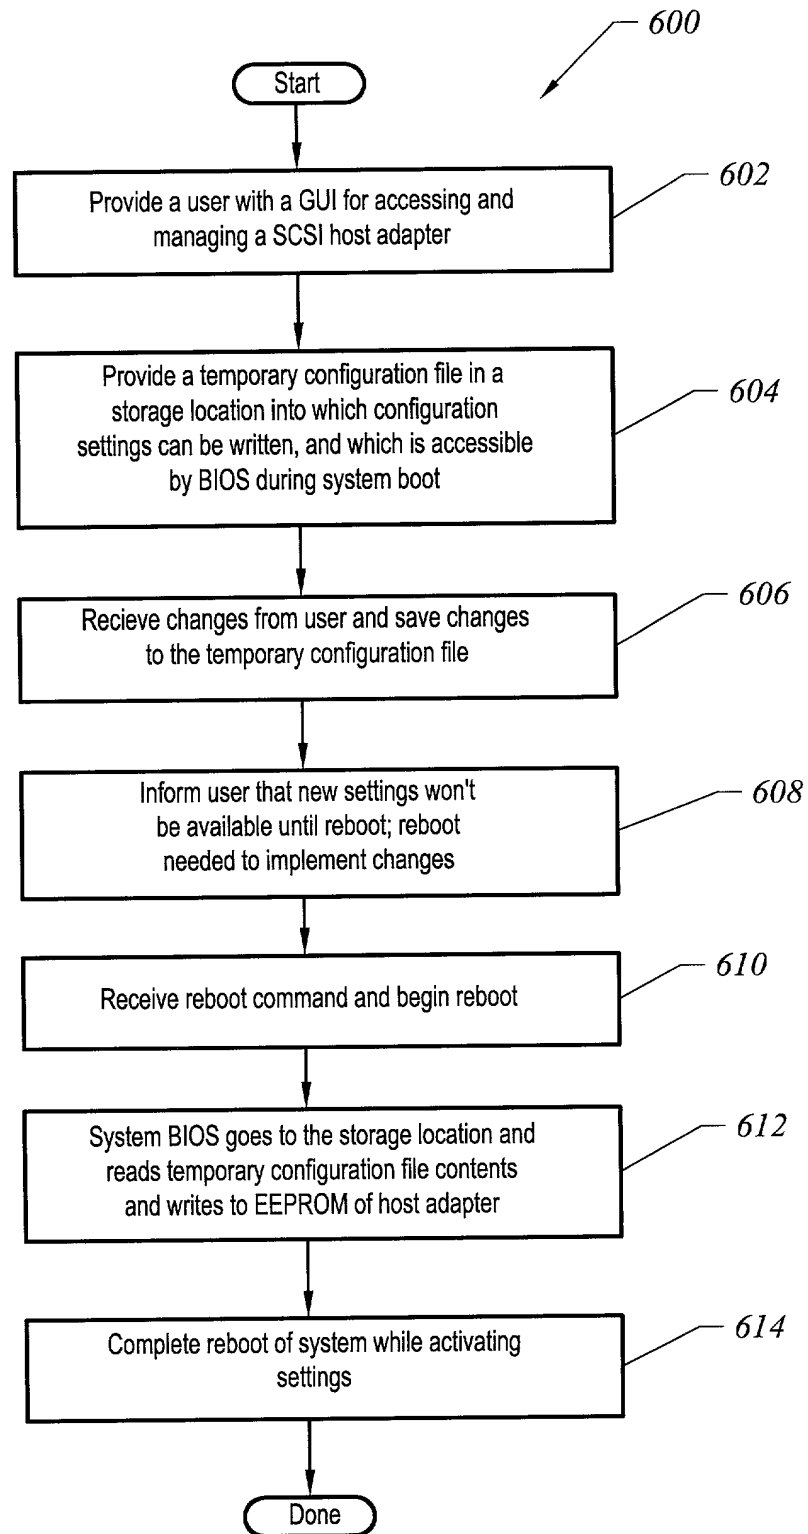 600
Start
602
Provide a user with a GUI for accessing and
managing a SCSI host adapter
Provide a temporary configuration file in a
storage location into which configuration
settings can be written, and which is accessible
by BIOS during system boot
604
606
Recieve changes from user and save changes
to the temporary configuration file
Inform user that new settings won't
be available until reboot; reboot
needed to implement changes
608
610
Receive reboot command and begin reboot
612
System BIOS goes to the storage location and
reads temporary configuration file contents
and writes to EEPROM of host adapter
614
Complete reboot of system while activating
settings
Done